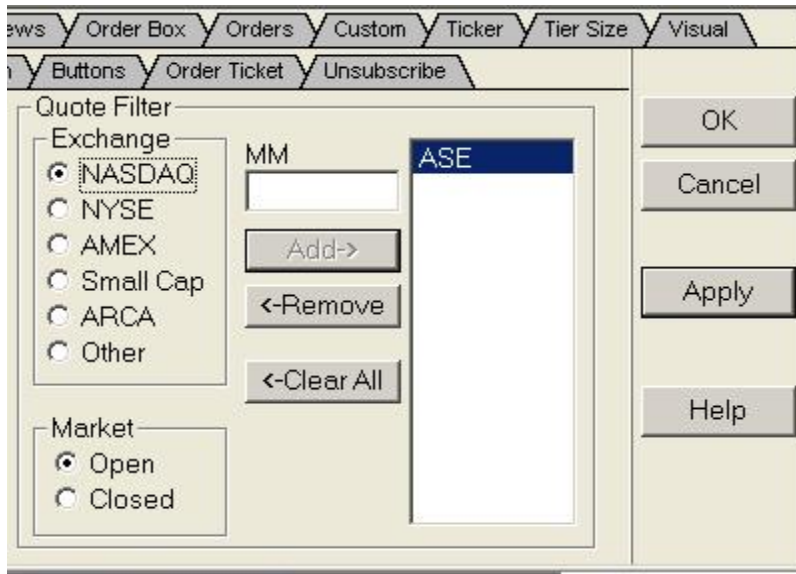 Order Box Orders Custom Ticker Tier Size Visual
Buttons Order Ticket Unsubscribe
Quote Filter
Exchange
NASDAQ
NYSE
AMEX
Small Cap
ARCA
Other
Market
Open
Closed
MM
Add->
<-Remove
<-Clear All
ASE
OK
Cancel
Apply
Help